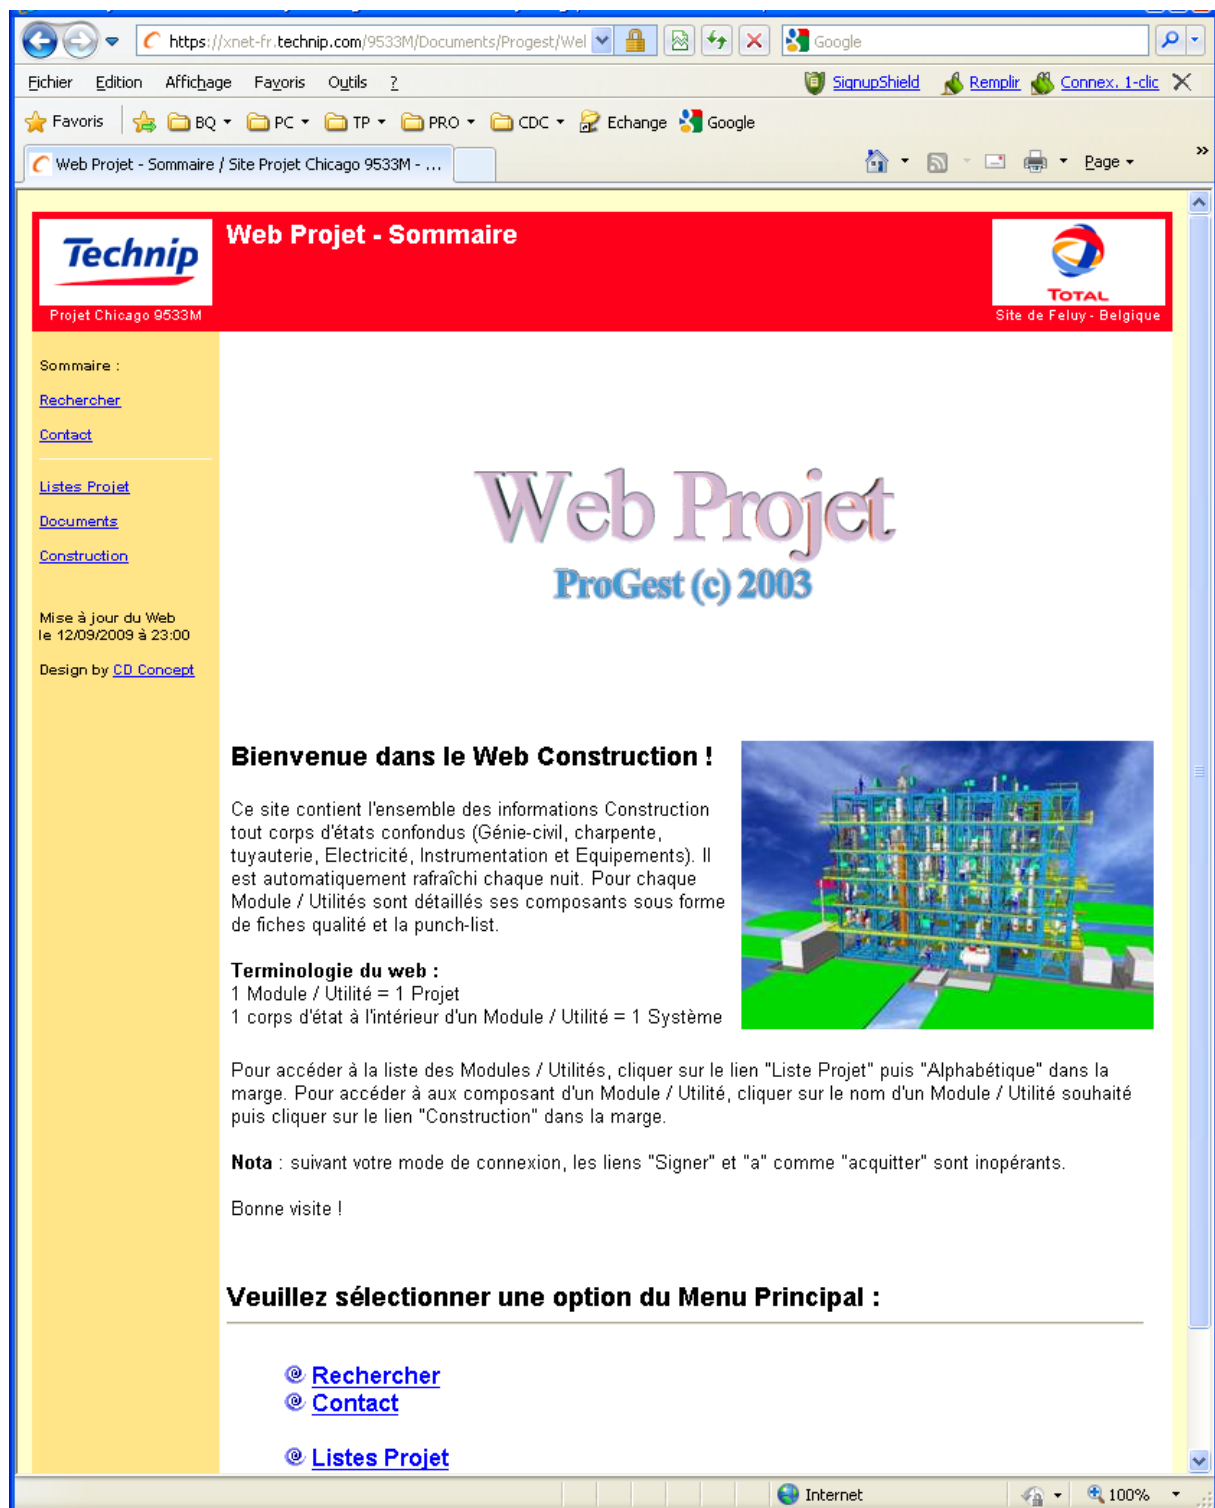 https://xnet-fr.technip.com/9533M/Documents/Progest/Wel
Google
Fichier Edition Affichage Favoris Outils ?
SignupShield Remplir Connex. 1-clic
Favoris BQ PC TP PRO CDC Echange Google
Web Projet - Sommaire / Site Projet Chicago 9533M - ...
Page
»
Technip
Projet Chicago 9533M
Web Projet - Sommaire
TOTAL
Site de Feluy - Belgique
Sommaire :
Rechercher
Contact
Listes Projet
Documents
Construction
Mise à jour du Web
le 12/09/2009 à 23:00
Design by CD Concept
Web Projet
ProGest (c) 2003
Bienvenue dans le Web Construction !
Ce site contient l'ensemble des informations Construction
tout corps d'états confondus (Génie-civil, charpente,
tuyauterie, Electricité, Instrumentation et Equipements). Il
est automatiquement rafraîchi chaque nuit. Pour chaque
Module / Utilités sont détaillés ses composants sous forme
de fiches qualité et la punch-list.
Terminologie du web :
1 Module / Utilité = 1 Projet
1 corps d'état à l'intérieur d'un Module / Utilité = 1 Système
Pour accéder à la liste des Modules / Utilités, cliquer sur le lien "Liste Projet" puis "Alphabétique" dans la
marge. Pour accéder à aux composant d'un Module / Utilité, cliquer sur le nom d'un Module / Utilité souhaité
puis cliquer sur le lien "Construction" dans la marge.
Nota : suivant votre mode de connexion, les liens "Signer" et "a" comme "acquitter" sont inopérants.
Bonne visite !
Veuillez sélectionner une option du Menu Principal :
Rechercher
Contact
Listes Projet
Internet
100%